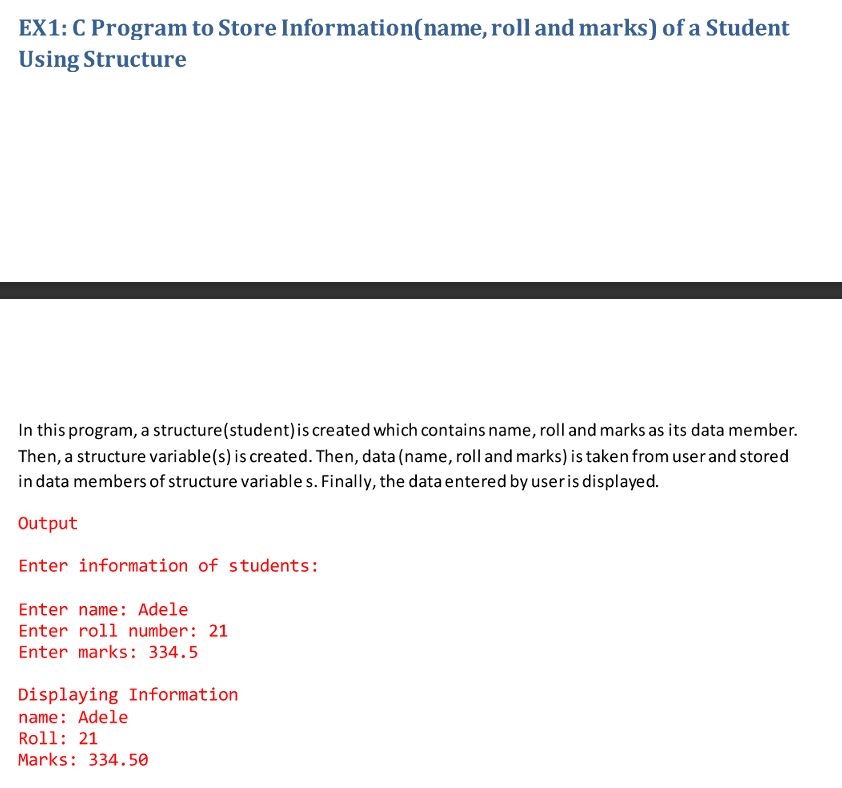 EX1: C Program to Store Information(name, roll and marks) of a Student
Using Structure
In this program, a structure(student) is created which contains name, roll and marks as its data member.
Then, a structure variable(s) is created. Then, data (name, roll and marks) is taken from user and stored
in data members of structure variable s. Finally, the data entered by user is displayed.
Output
Enter information of students:
Enter name: Adele
Enter roll number: 21
Enter marks: 334.5
Displaying Information
name: Adele
Roll: 21
Marks: 334.50